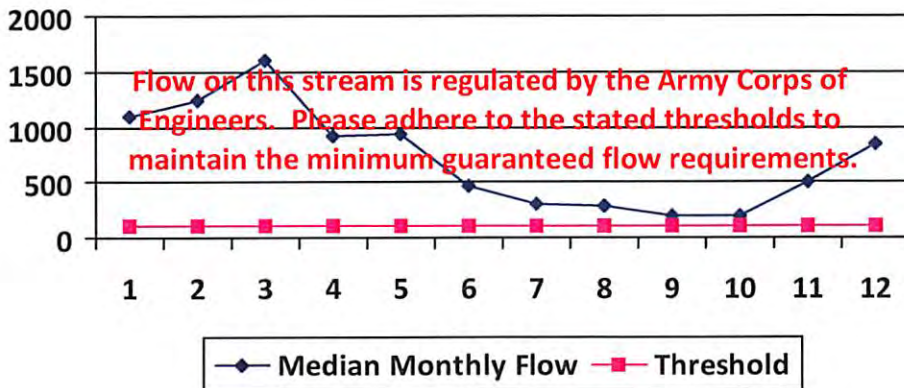 2000
1500
1000
500
0
Flow on this stream is regulated by the Army Corps of
Engineers. Please adhere to the stated thresholds to
maintain the minimum guaranteed flow requirements.
1 2 3 4 5 6 7 8 9 10 11 12
Median Monthly Flow Threshold